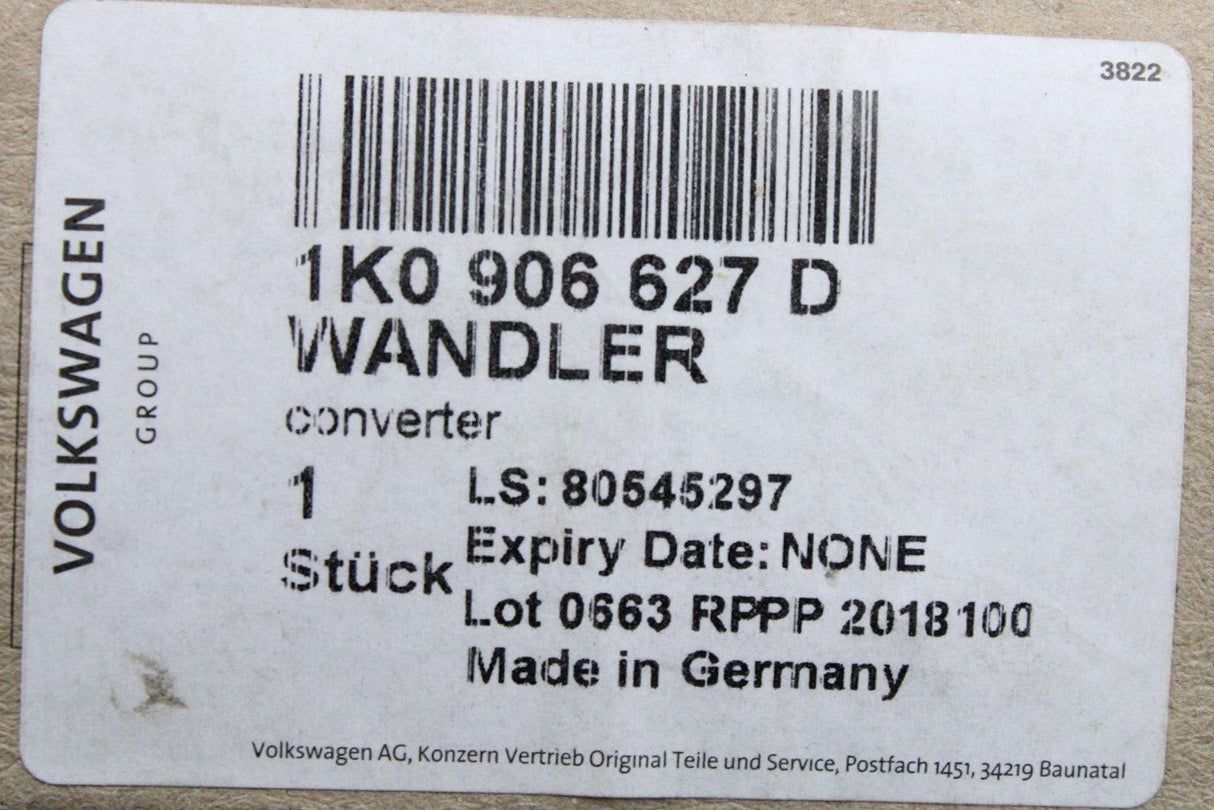 3822
VOLKSWAGEN
GROUP
1K0 906 627 D
WANDLER
converter
1
Stück
LS: 80545297
Expiry Date: NONE
Lot 0663 RPPP 2018100
Made in Germany
Volkswagen AG, Konzern Vertrieb Original Teile und Service, Postfach 1451, 34219 Baunatal